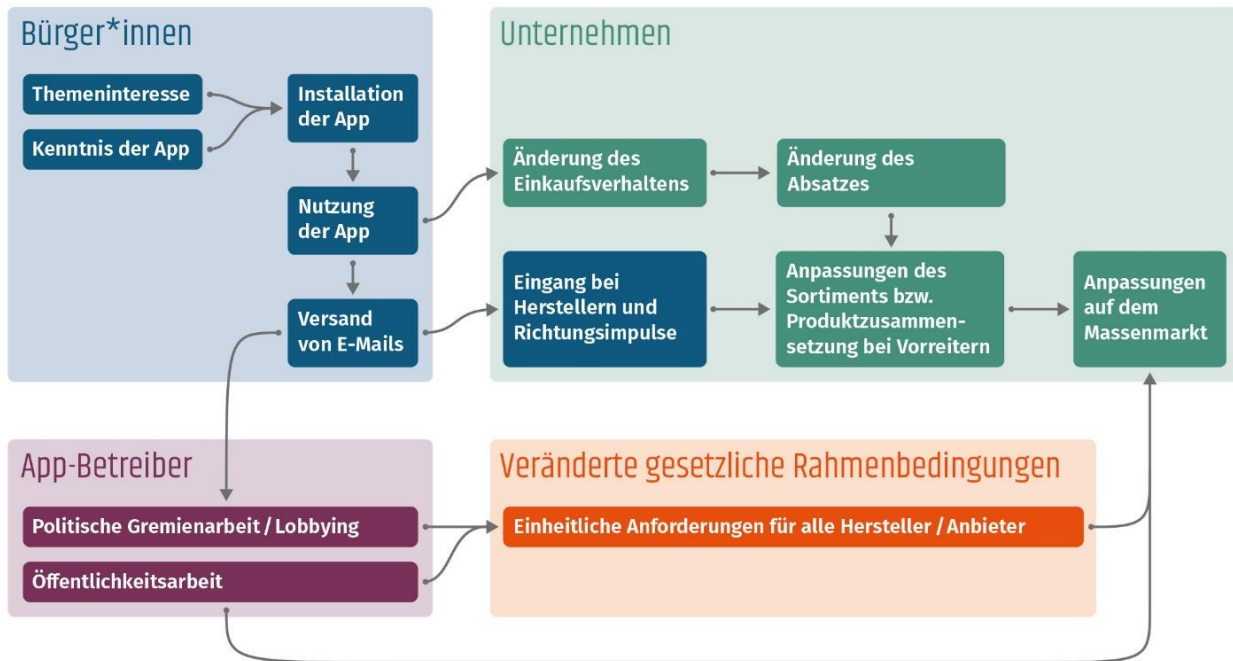 Bürger*innen
Themeninteresse
Kenntnis der App
Installation
der App
Nutzung
der App
Versand
von E-Mails
Unternehmen
Änderung des
Einkaufsverhaltens
Änderung des
Absatzes
Eingang bei
Herstellern und
Richtungsimpulse
Anpassungen des
Sortiments bzw.
Produktzusammen-
setzung bei Vorreitern
Anpassungen
auf dem
Massenmarkt
App-Betreiber
Politische Gremienarbeit / Lobbying
Öffentlichkeitsarbeit
Veränderte gesetzliche Rahmenbedingungen
Einheitliche Anforderungen für alle Hersteller / Anbieter